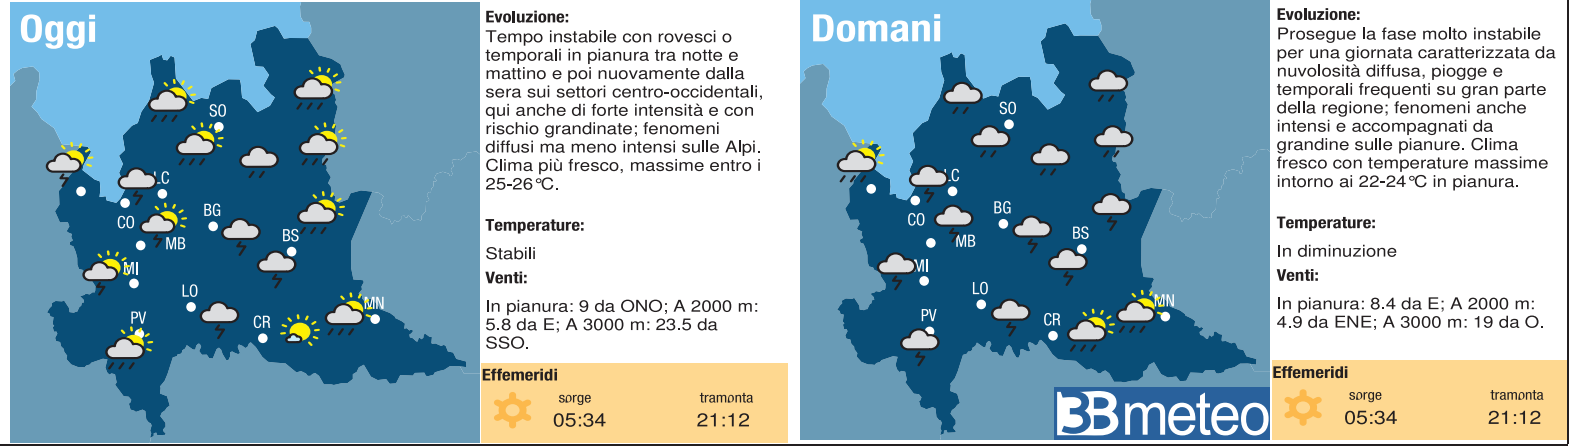 Oggi
SO
LC
CO
BG
MB
BS
MI
LO
MN
PV
CR
Evoluzione:
Tempo instabile con rovesci o
temporali in pianura tra notte e
mattino e poi nuovamente dalla
sera sui settori centro-occidentali,
qui anche di forte intensità e con
rischio grandinate; fenomeni
diffusi ma meno intensi sulle Alpi.
Clima più fresco, massime entro i
25-26°C.
Temperature:
Stabili
Venti:
In pianura: 9 da ONO; A 2000 m:
5.8 da E; A 3000 m: 23.5 da
SSO.
Effemeridi
sorge
tramonta
05:34
21:12
Domani
SO
LC
CO
BG
MB
BS
MI
LO
MN
PV
CR
3Bmeteo
Evoluzione:
Prosegue la fase molto instabile
per una giornata caratterizzata da
nuvolosità diffusa, piogge e
temporali frequenti su gran parte
della regione; fenomeni anche
intensi e accompagnati da
grandine sulle pianure. Clima
fresco con temperature massime
intorno ai 22-24°C in pianura.
Temperature:
In diminuzione
Venti:
In pianura: 8.4 da E; A 2000 m:
4.9 da ENE; A 3000 m: 19 da O.
Effemeridi
sorge
tramonta
05:34
21:12